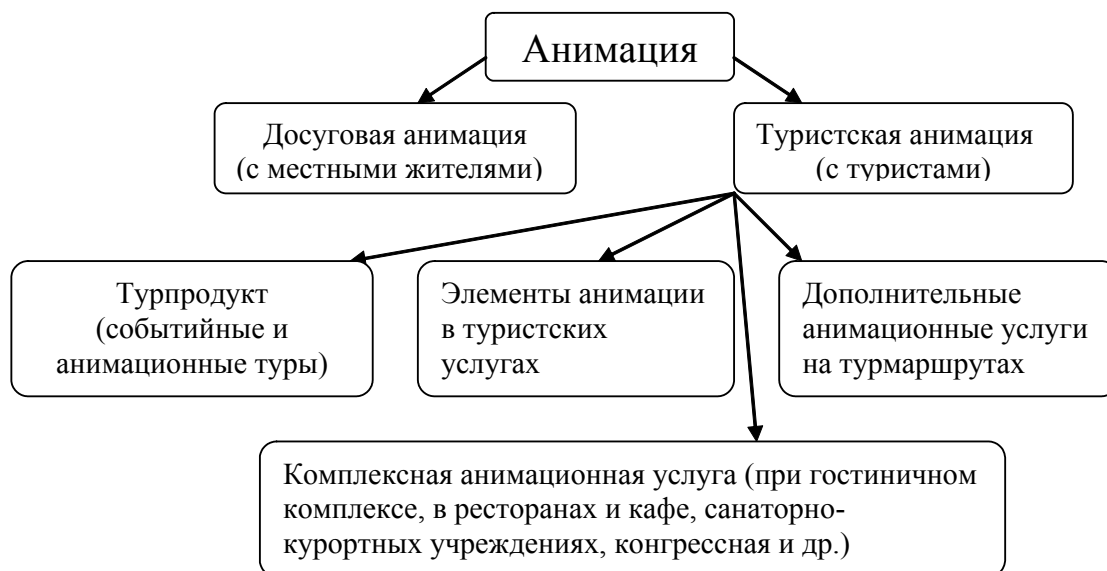 Анимация
Досуговая анимация
(с местными жителями)
Туристская анимация
(с туристами)
Турпродукт
(событийные и
анимационные туры)
Элементы анимации
в туристских
услугах
Дополнительные
анимационные услуги
на турмаршрутах
Комплексная анимационная услуга (при гостиничном
комплексе, в ресторанах и кафе, санаторно-
курортных учреждениях, конгрессная и др.)